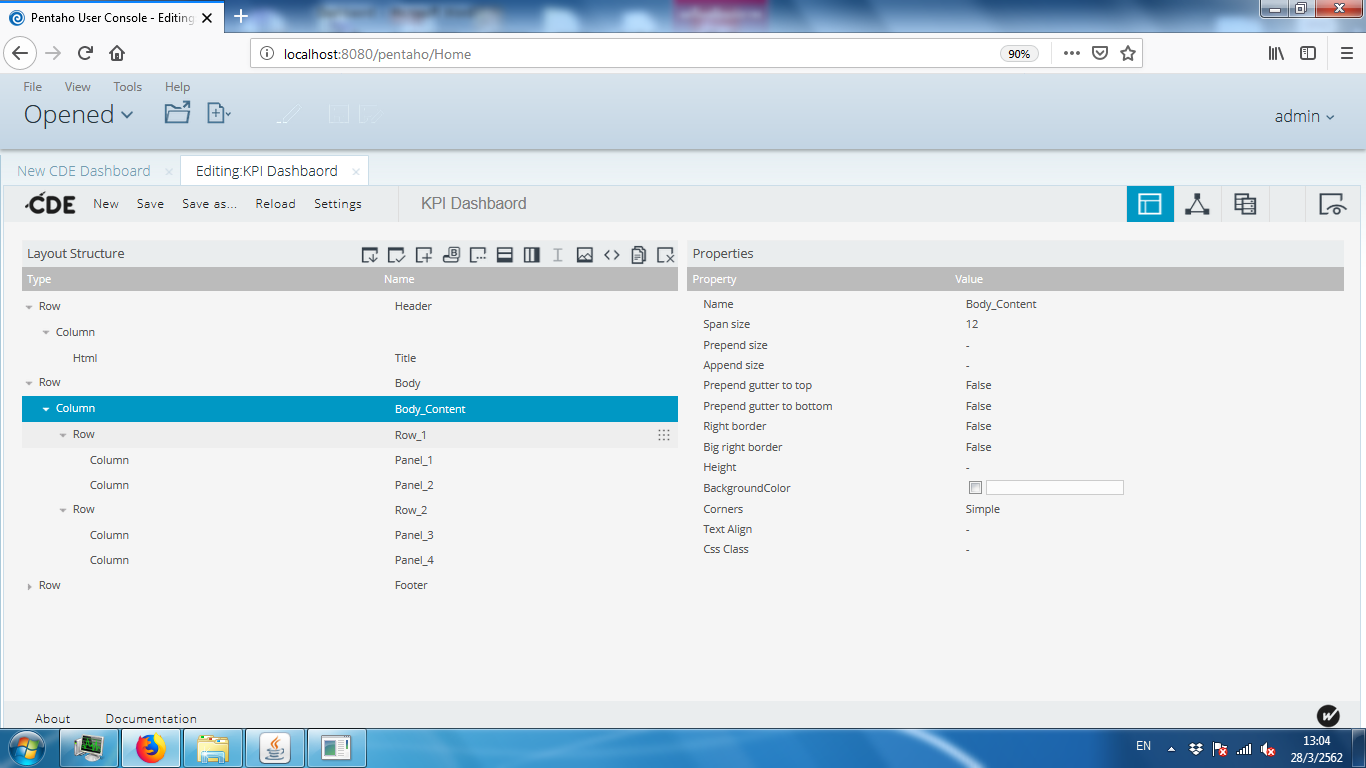 Pentaho User Console - Editing
localhost:8080/pentaho/Home
90%
File View Tools Help
Opened
admin
New CDE Dashboard
Editing:KPI Dashbaord
CDE New Save Save as... Reload Settings KPI Dashbaord
Layout Structure
Type Name
Row Header
Column
Html Title
Row Body
Column Body_Content
Row Row_1
Column Panel_1
Column Panel_2
Row Row_2
Column Panel_3
Column Panel_4
Row Footer
Properties
Property Value
Name Body_Content
Span size 12
Prepend size -
Append size -
Prepend gutter to top False
Prepend gutter to bottom False
Right border False
Big right border False
Height -
BackgroundColor
Corners Simple
Text Align -
Css Class -
About Documentation
EN
13:04
28/3/2562